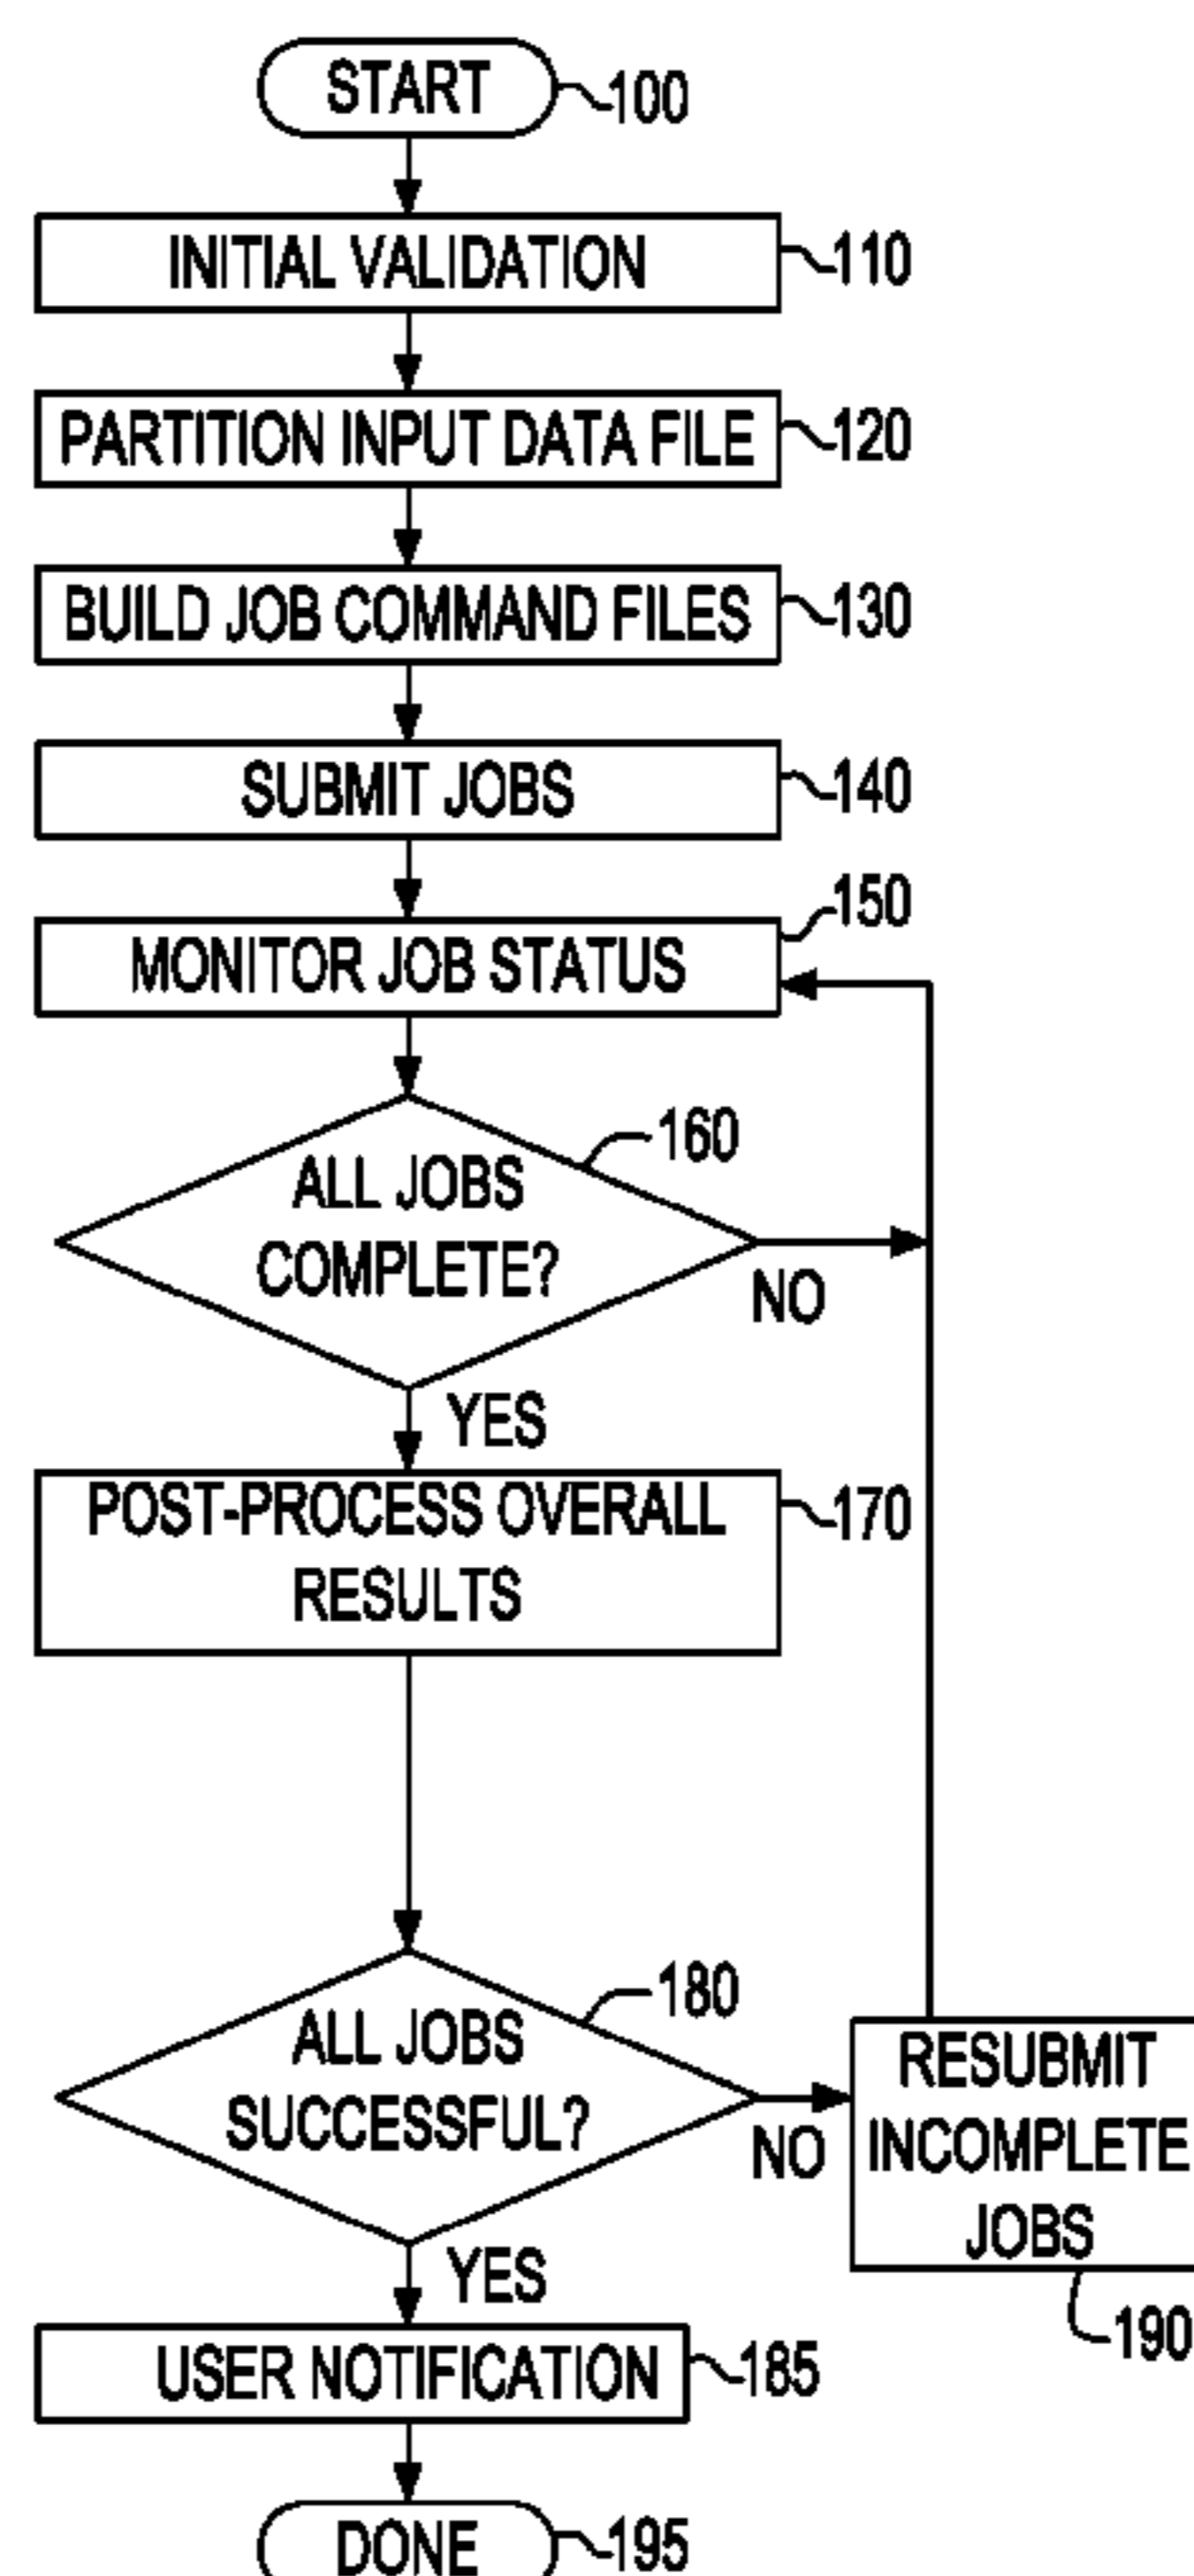 START
100
INITIAL VALIDATION
110
PARTITION INPUT DATA FILE
120
BUILD JOB COMMAND FILES
130
SUBMIT JOBS
140
150
MONITOR JOB STATUS
160
ALL JOBS
COMPLETE?
NO
YES
POST-PROCESS OVERALL
RESULTS
170
180
ALL JOBS
SUCCESSFUL?
NO
RESUBMIT
INCOMPLETE
JOBS
190
YES
USER NOTIFICATION
185
DONE
195